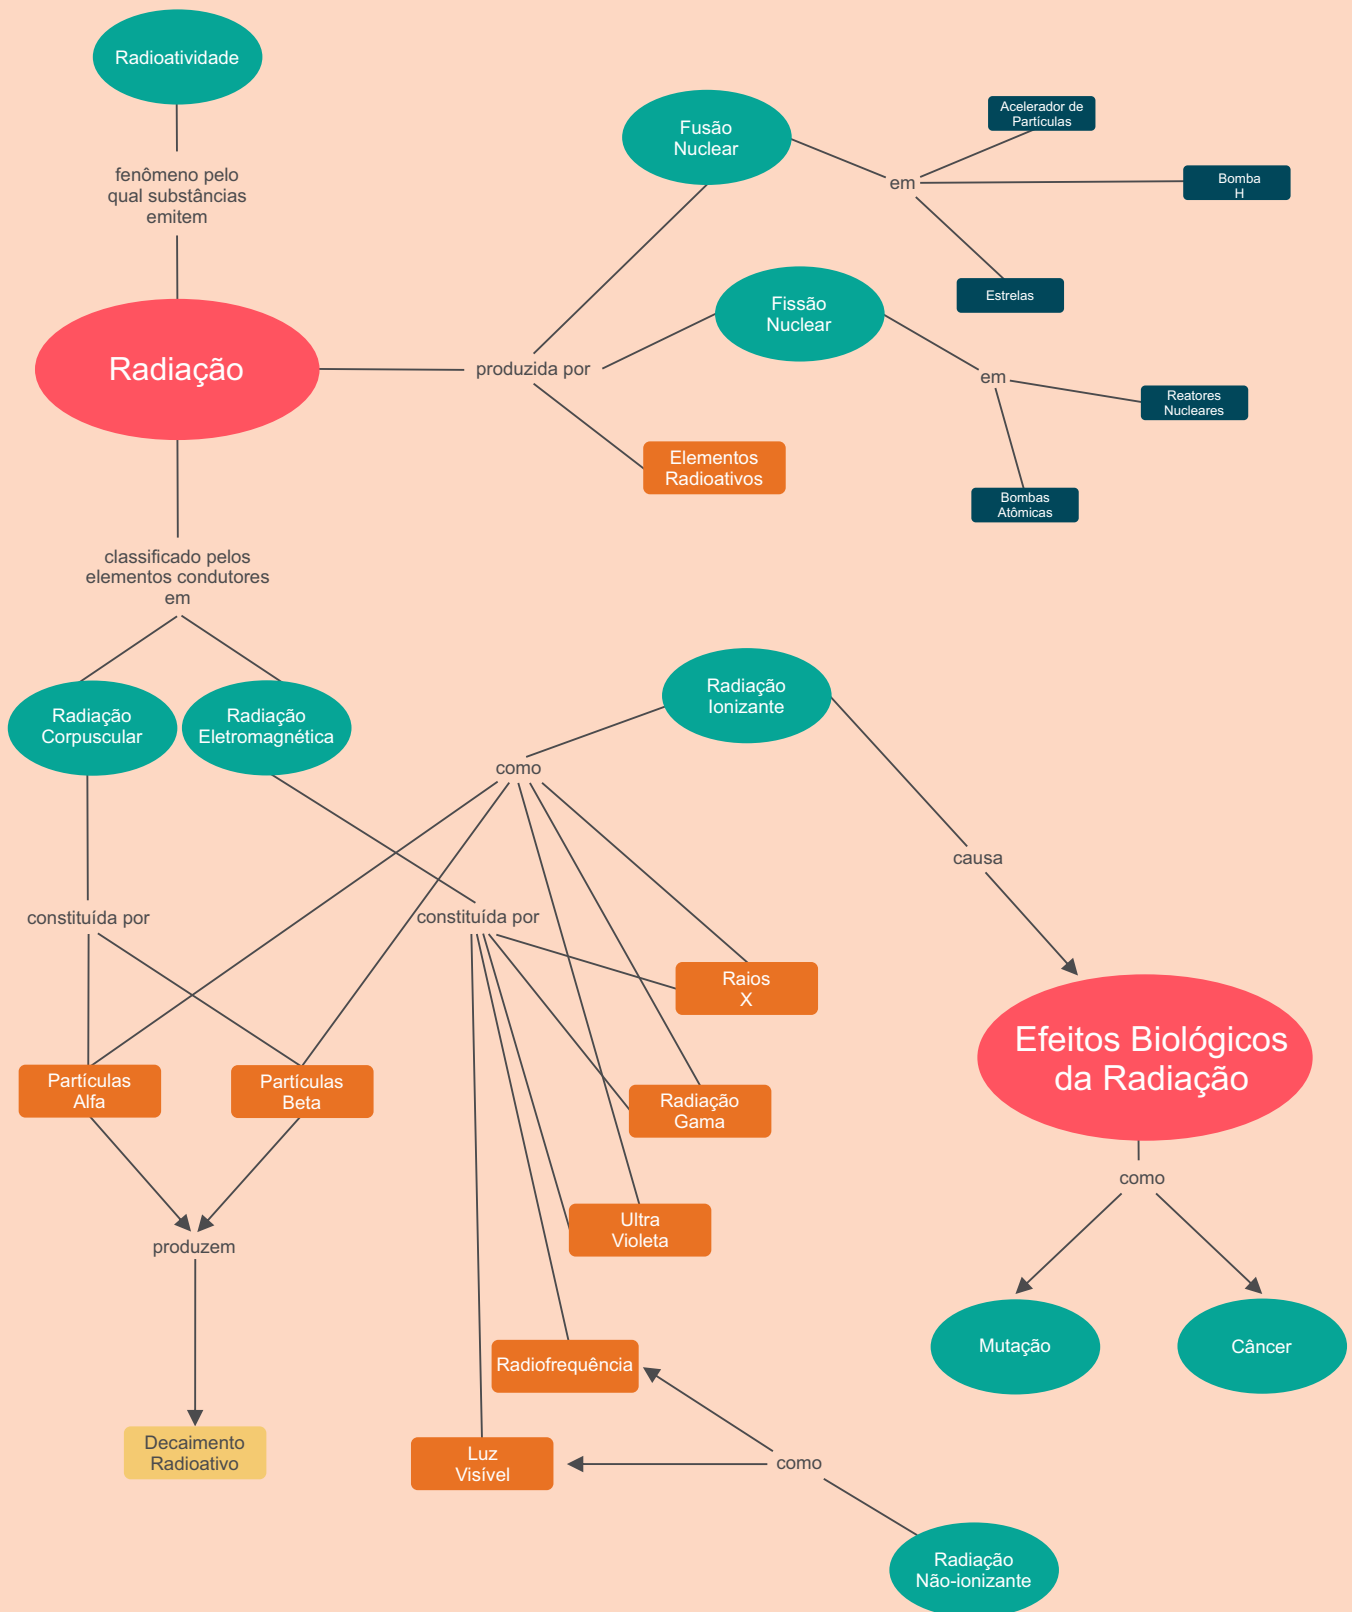 Radioatividade
fenômeno pelo
qual substâncias
emitem
Radiação
produzida por
Fusão
Nuclear
em
Acelerador de
Partículas
Bomba
H
Estrelas
Fissão
Nuclear
em
Reatores
Nucleares
Bombas
Atômicas
Elementos
Radioativos
classificado pelos
elementos condutores
em
Radiação
Corpuscular
Radiação
Eletromagnética
Radiação
Ionizante
como
causa
constituída por
constituída por
Raios
X
Efeitos Biológicos
da Radiação
Partículas
Alfa
Partículas
Beta
Radiação
Gama
como
produzem
Ultra
Violeta
Mutação
Câncer
Radiofrequência
Decaimento
Radioativo
Luz
Visível
como
Radiação
Não-ionizante